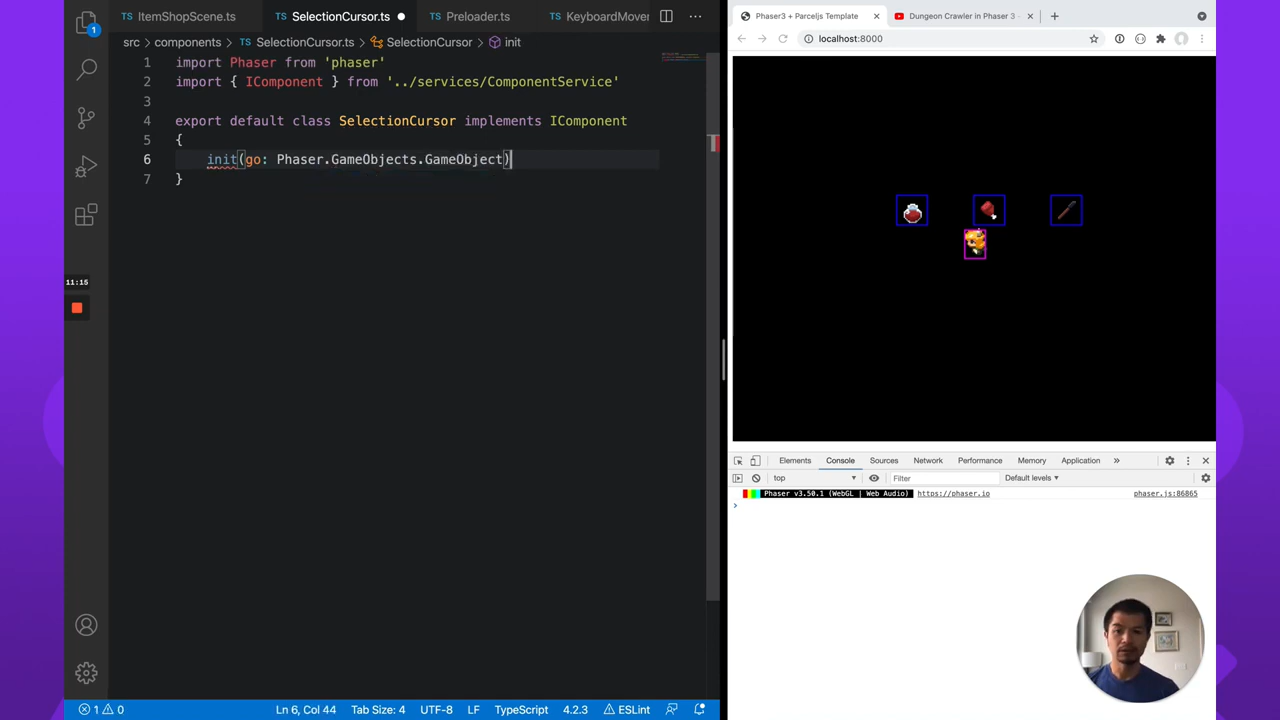 ItemShopScene.ts
SelectionCursor.ts
Preloader.ts
KeyboardMover
src > components > SelectionCursor.ts > SelectionCursor > init
1 import Phaser from 'phaser'
2 import { IComponent } from '../services/ComponentService'
3
4 export default class SelectionCursor implements IComponent
5 {
6 init(go: Phaser.GameObjects.GameObject)
7 }
1
11:15
1 0
Ln 6, Col 44
Tab Size: 4
UTF-8
LF
TypeScript
4.2.3
ESLint
Phaser3 + Parceljs Template
Dungeon Crawler in Phaser 3 -
localhost:8000
Elements
Console
Sources
Network
Performance
Memory
Application
»
top
Filter
Default levels
Phaser v3.50.1 (WebGL | Web Audio) https://phaser.io
phaser.js:86865
>